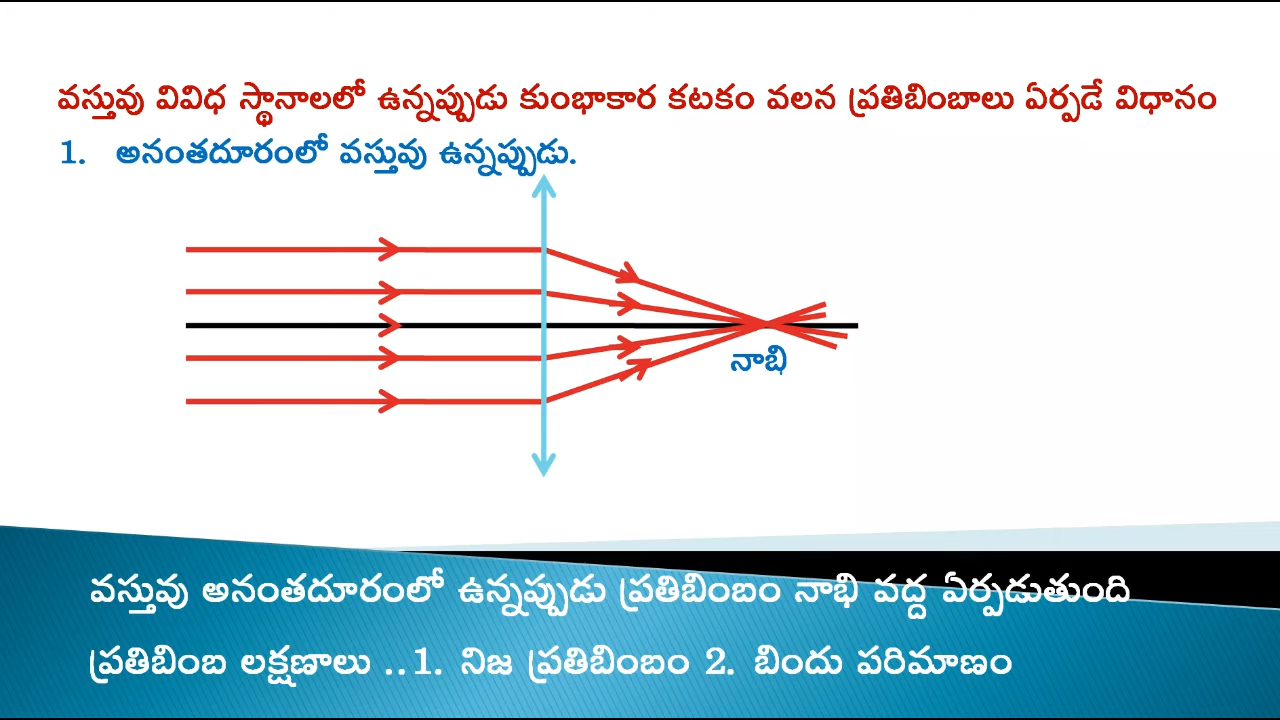 వస్తువు వివిధ స్థానాలలో ఉన్నప్పుడు కుంభాకార కటకం వలన ప్రతిబింబాలు ఏర్పడే విధానం
1. అనంతదూరంలో వస్తువు ఉన్నప్పుడు.
నాభి
వస్తువు అనంతదూరంలో ఉన్నప్పుడు ప్రతిబింబం నాభి వద్ద ఏర్పడుతుంది
ప్రతిబింబ లక్షణాలు ..1. నిజ ప్రతిబింబం 2. బిందు పరిమాణం